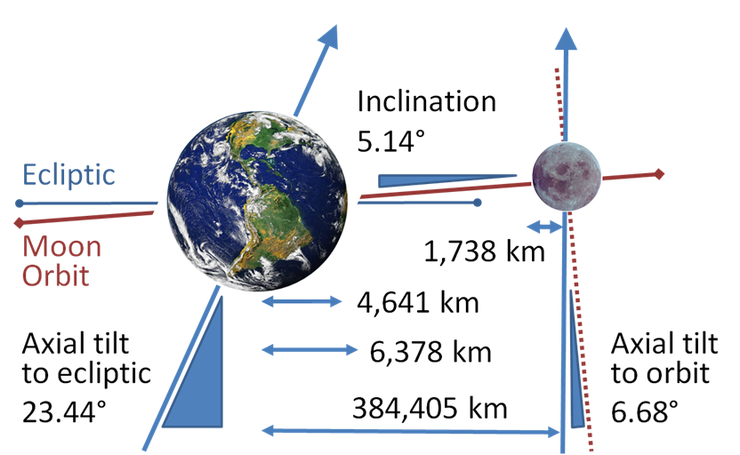 Inclination
5.14°
Ecliptic
Moon
Orbit
1,738 km
4,641 km
6,378 km
384,405 km
Axial tilt
to ecliptic
23.44°
Axial tilt
to orbit
6.68°